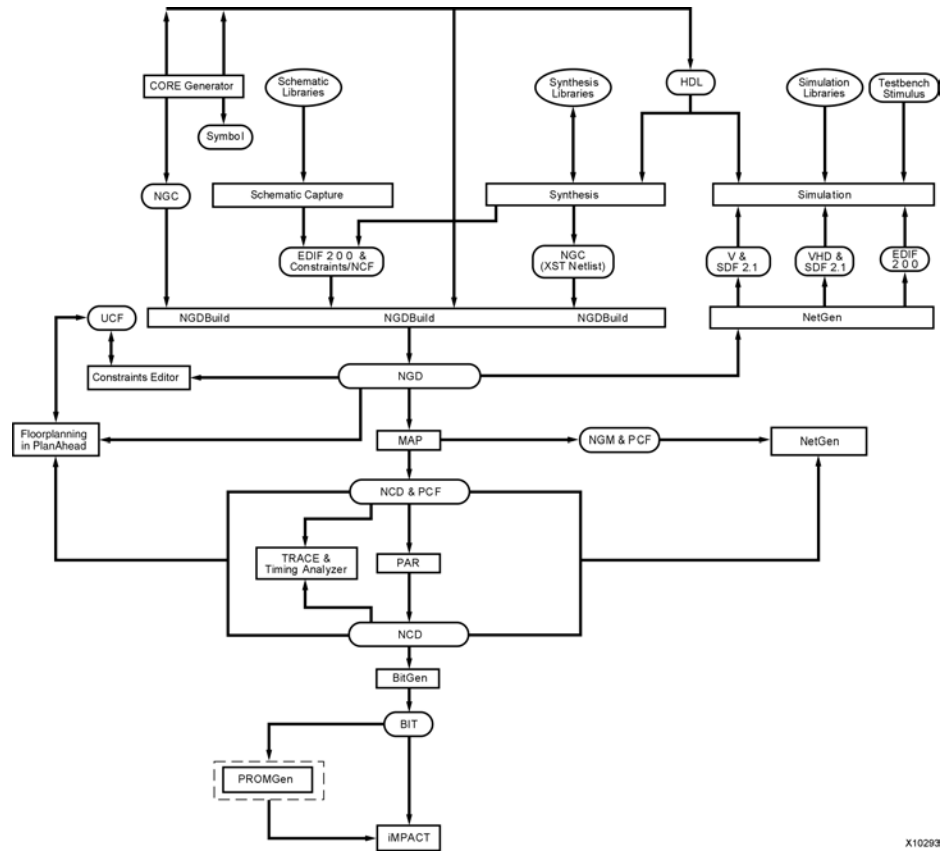 CORE Generator
Schematic
Libraries
Synthesis
Libraries
HDL
Simulation
Libraries
Testbench
Stimulus
Symbol
NGC
Schematic Capture
Synthesis
Simulation
EDIF 2 0 0 &
Constraints/NCF
NGC
(XST Netlist)
V &
SDF 2.1
VHD &
SDF 2.1
EDIF
2 0 0
UCF
NGDBuild
NGDBuild
NGDBuild
NetGen
Constraints Editor
NGD
Floorplanning
in PlanAhead
MAP
NGM & PCF
NetGen
NCD & PCF
TRACE &
Timing Analyzer
PAR
NCD
BitGen
BIT
PROMGen
iMPACT
X10293